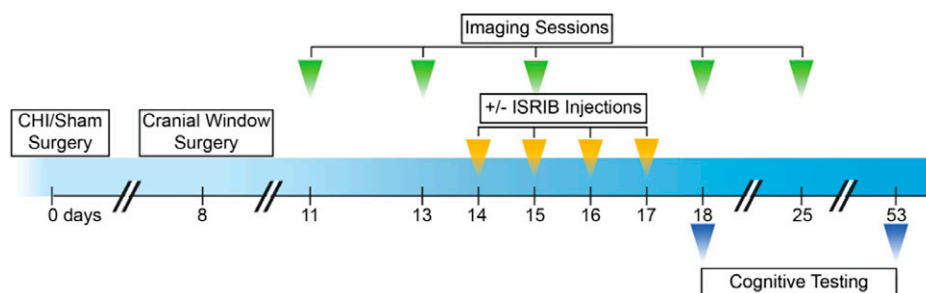 Imaging Sessions
+/- ISRIB Injections
CHI/Sham
Surgery
Cranial Window
Surgery
0 days
8
11
13
14
15
16
17
18
25
53
Cognitive Testing